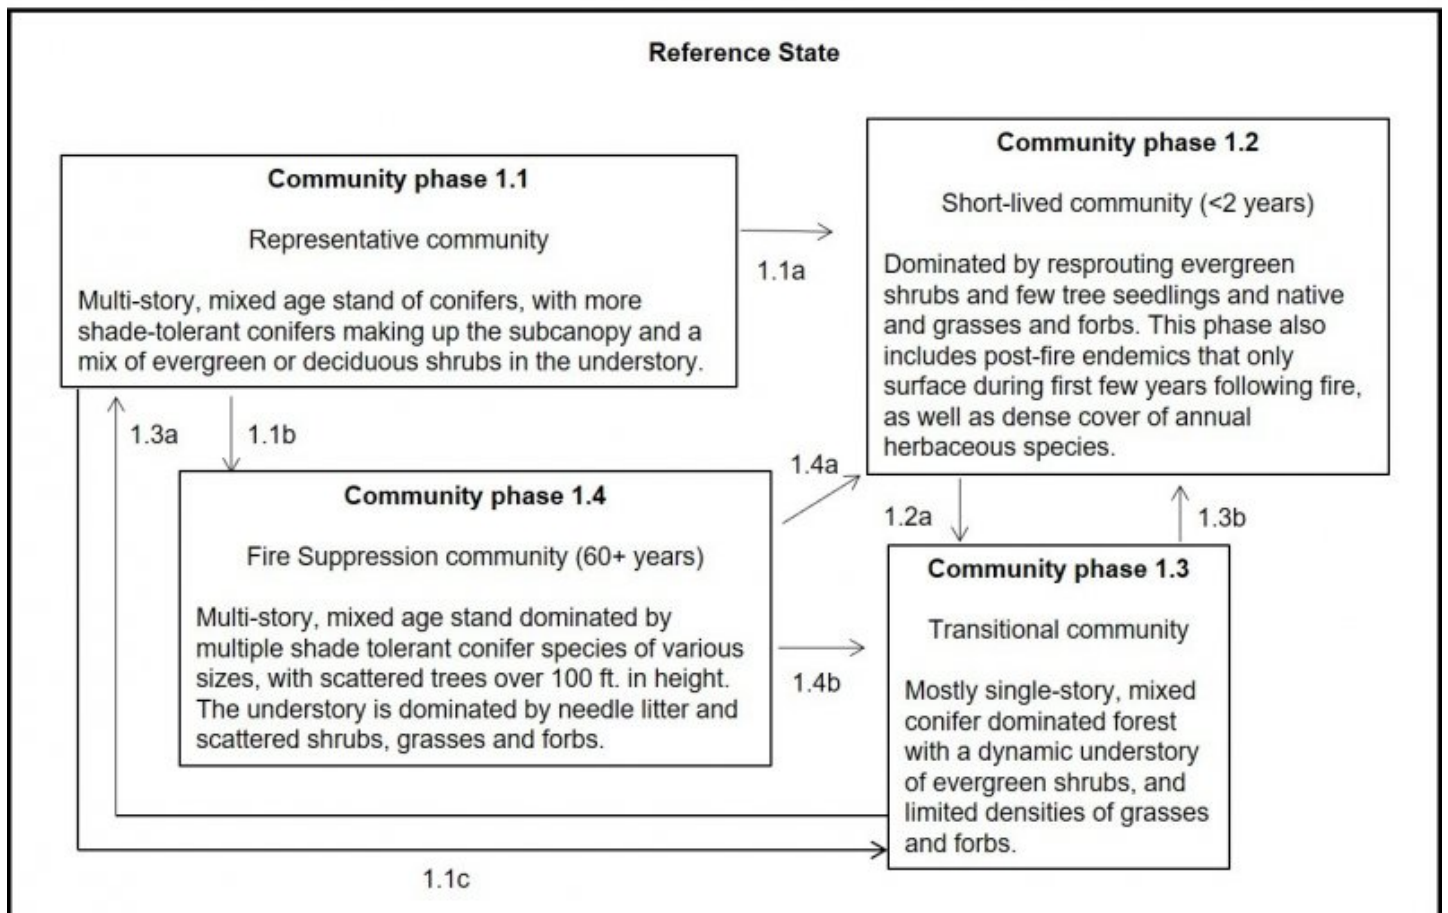 Reference State
Community phase 1.1
Representative community
Multi-story, mixed age stand of conifers, with more
shade-tolerant conifers making up the subcanopy and a
mix of evergreen or deciduous shrubs in the understory.
1.1a
Community phase 1.2
Short-lived community (<2 years)
Dominated by resprouting evergreen
shrubs and few tree seedlings and native
and grasses and forbs. This phase also
includes post-fire endemics that only
surface during first few years following fire,
as well as dense cover of annual
herbaceous species.
1.3a
1.1b
1.4a
1.2a
1.3b
Community phase 1.4
Fire Suppression community (60+ years)
Multi-story, mixed age stand dominated by
multiple shade tolerant conifer species of various
sizes, with scattered trees over 100 ft. in height.
The understory is dominated by needle litter and
scattered shrubs, grasses and forbs.
1.4b
Community phase 1.3
Transitional community
Mostly single-story, mixed
conifer dominated forest
with a dynamic understory
of evergreen shrubs, and
limited densities of grasses
and forbs.
1.1c